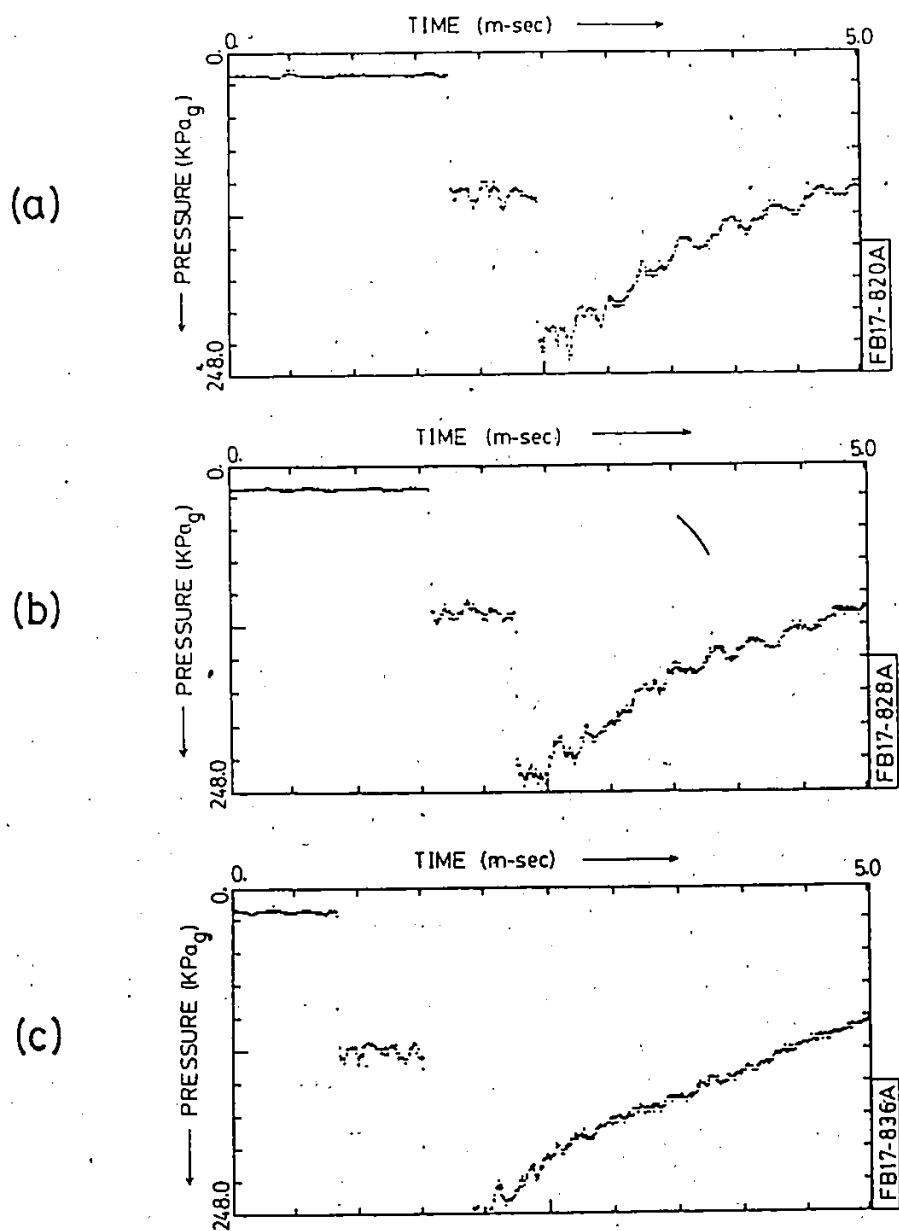 TIME (m-sec)
0. 5.0
0.
(a)
PRESSURE (KPag)
248.0
FB17-820A
TIME (m-sec)
0. 5.0
0.
(b)
PRESSURE (KPag)
248.0
FB17-828A
TIME (m-sec)
0. 5.0
0.
(c)
PRESSURE (KPag)
248.0
FB17-836A